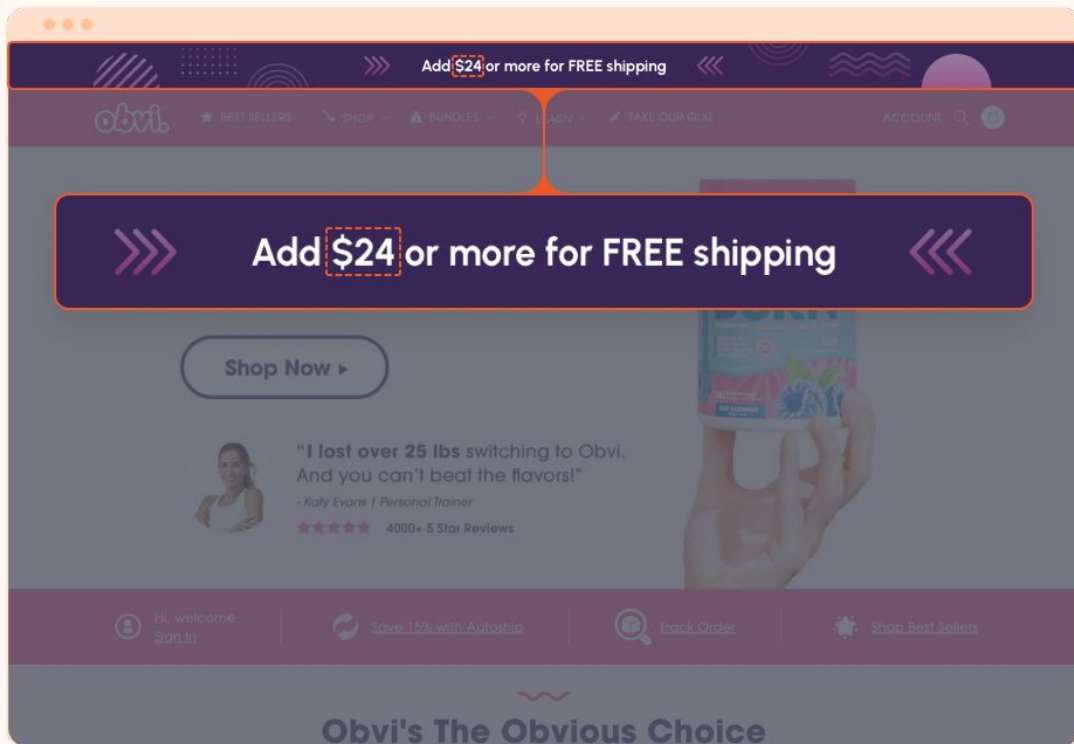 Add $24 or more for FREE shipping
obvi.
BEST SELLERS
SHOP
BUNDLES
LEARN
TAKE OUR QUIZ
ACCOUNT
Add $24 or more for FREE shipping
BURN
Shop Now
“I lost over 25 lbs switching to Obvi.
And you can’t beat the flavors!”
- Katy Evans | Personal Trainer
4000+ 5 Star Reviews
Hi, welcome
Sign In
Save 15% with Autoship
Track Order
Shop Best Sellers
Obvi's The Obvious Choice